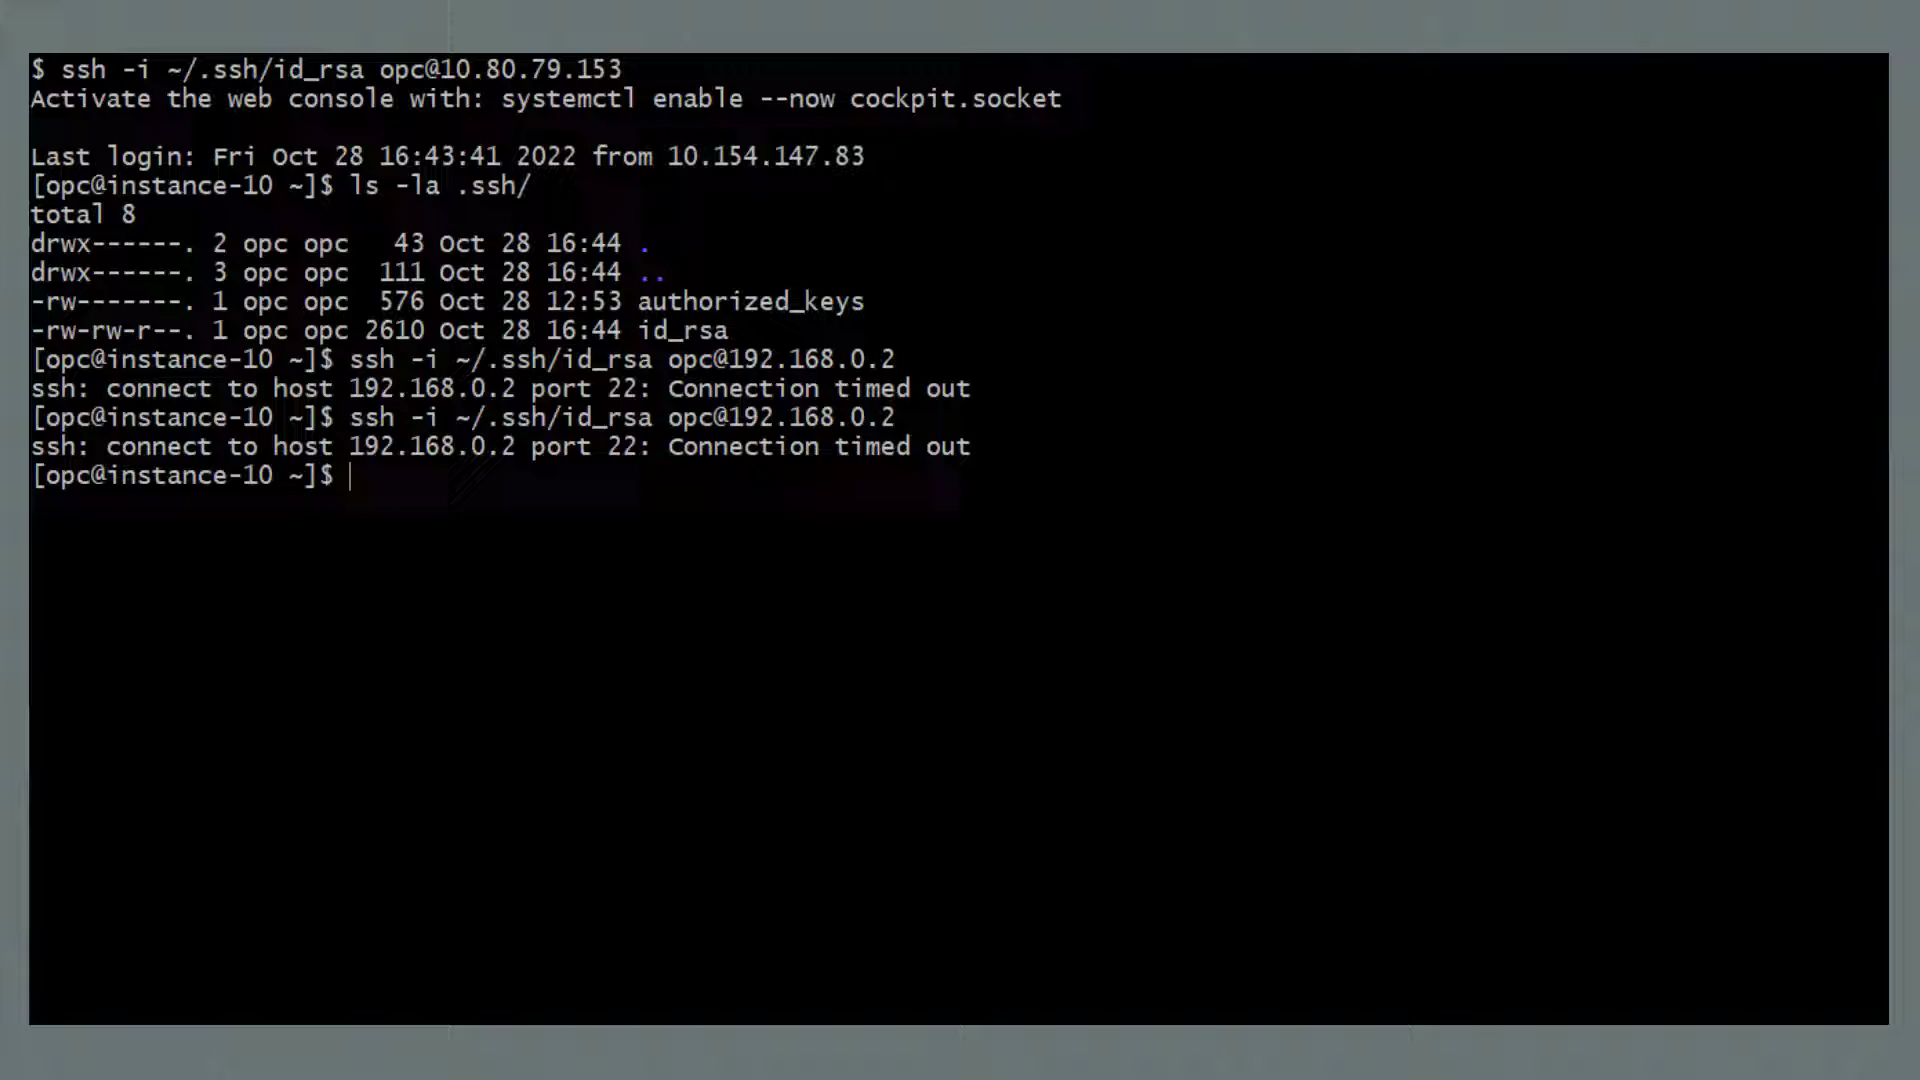 $ ssh -i ~/.ssh/id_rsa opc@10.80.79.153
Activate the web console with: systemctl enable --now cockpit.socket
Last login: Fri Oct 28 16:43:41 2022 from 10.154.147.83
[opc@instance-10 ~]$ ls -la .ssh/
total 8
drwx------. 2 opc opc   43 Oct 28 16:44 .
drwx------. 3 opc opc  111 Oct 28 16:44 ..
-rw-------. 1 opc opc  576 Oct 28 12:53 authorized_keys
-rw-rw-r--. 1 opc opc 2610 Oct 28 16:44 id_rsa
[opc@instance-10 ~]$ ssh -i ~/.ssh/id_rsa opc@192.168.0.2
ssh: connect to host 192.168.0.2 port 22: Connection timed out
[opc@instance-10 ~]$ ssh -i ~/.ssh/id_rsa opc@192.168.0.2
ssh: connect to host 192.168.0.2 port 22: Connection timed out
[opc@instance-10 ~]$